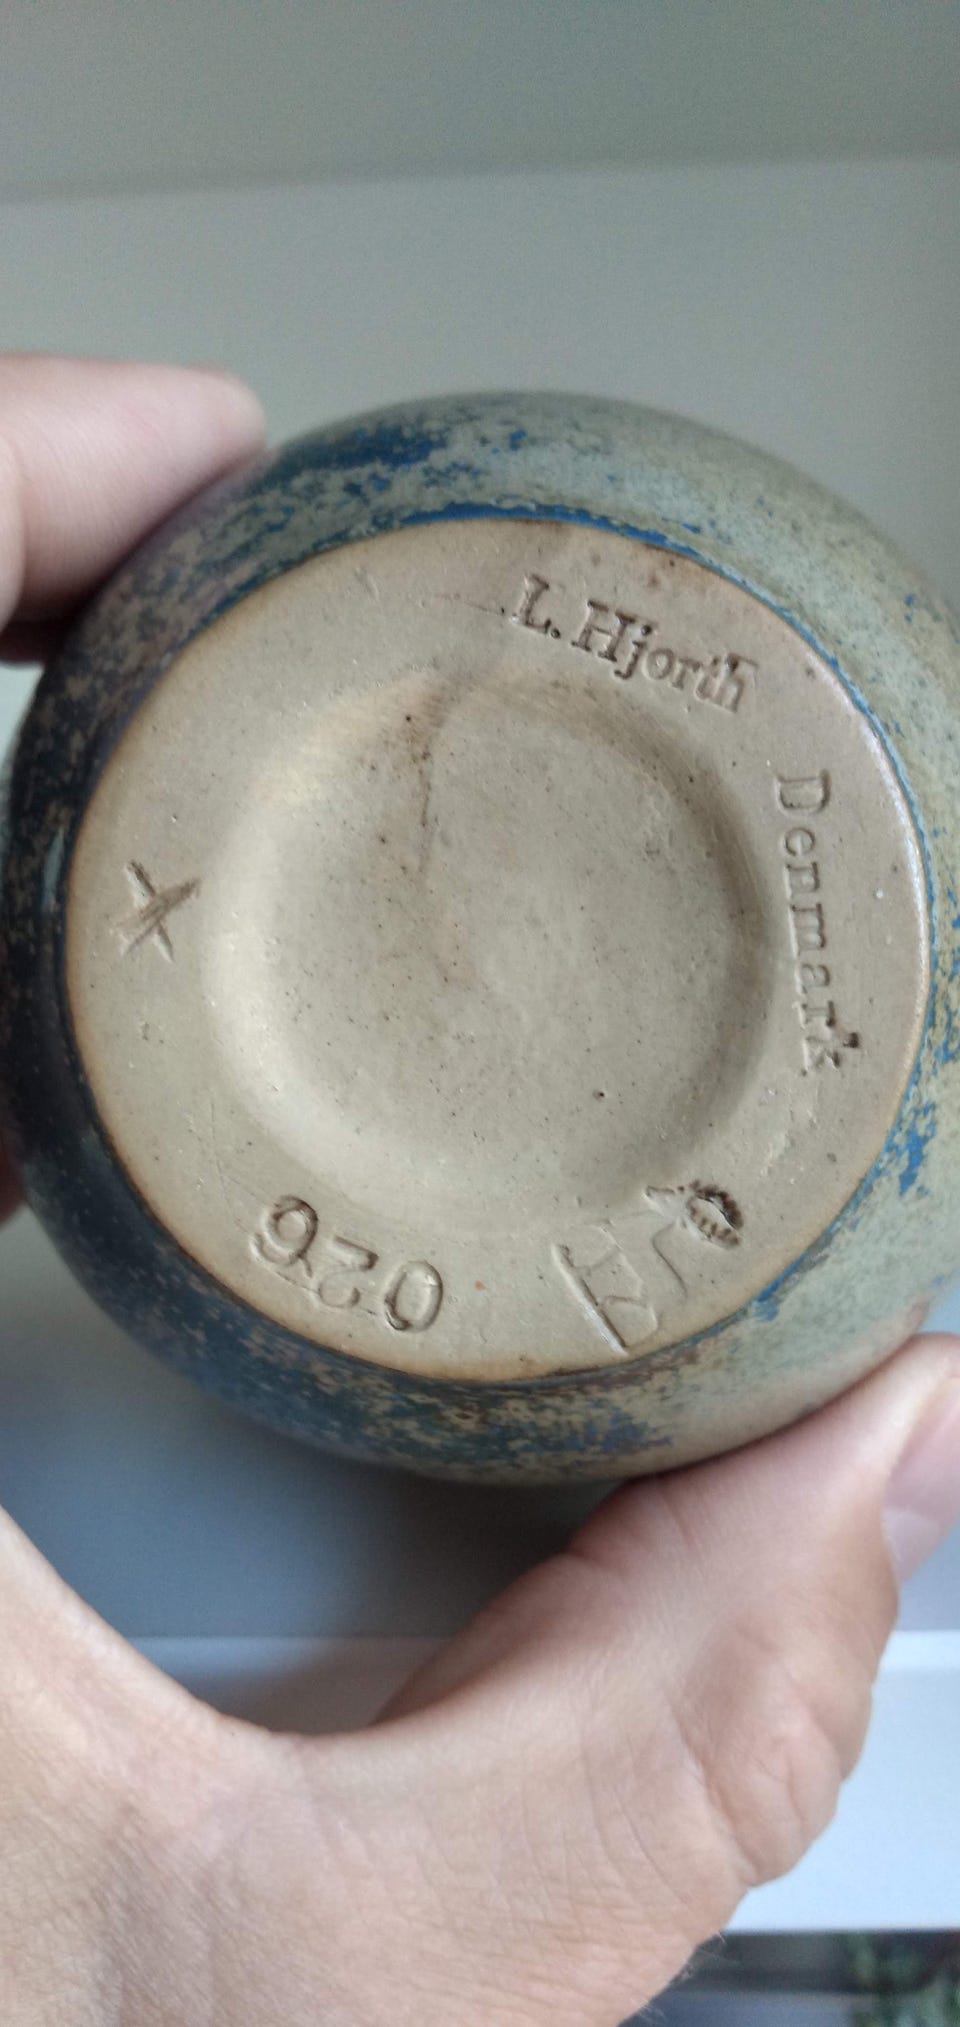 L. Hjorth
Denmark
026
X